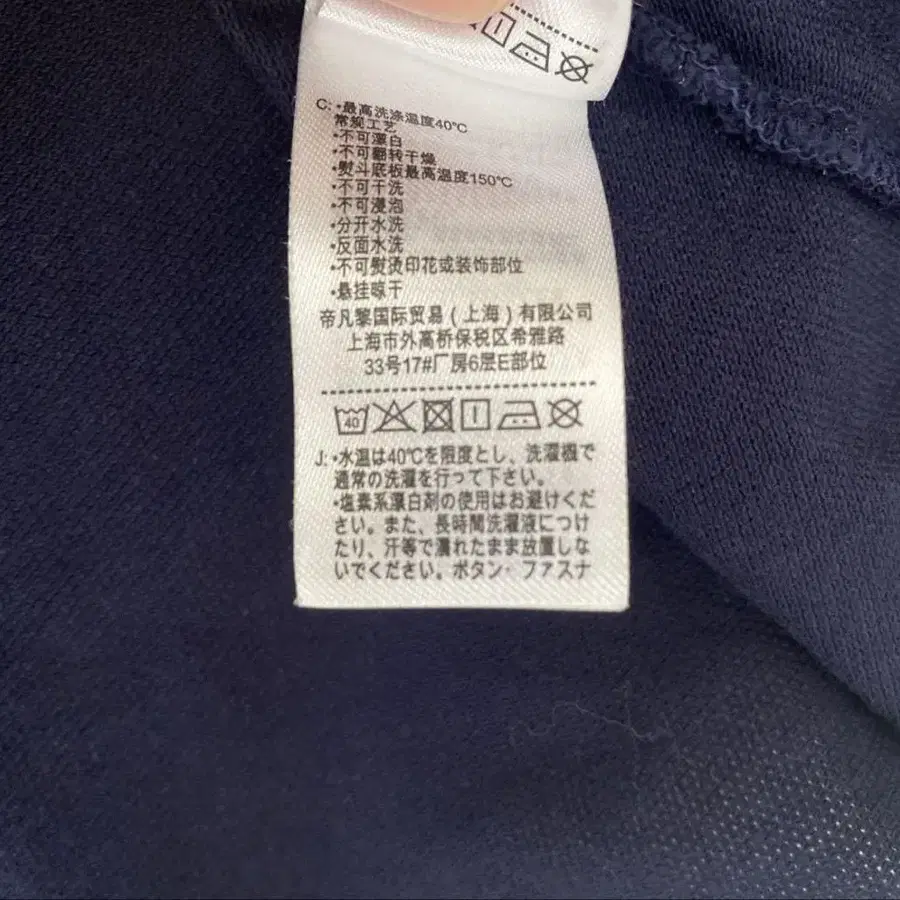 C: •最高洗涤温度40℃
常规工艺
•不可漂白
•不可翻转干燥
•熨斗底板最高温度150℃
•不可干洗
•不可浸泡
•分开水洗
•反面水洗
•不可熨烫印花或装饰部位
•悬挂晾干
帝凡黎国际贸易(上海)有限公司
上海市外高桥保税区希雅路
33号17#厂房6层E部位
40
J: •水温は40℃を限度とし、洗濯機で
通常の洗濯を行って下さい。
•塩素系漂白剤の使用はお避けくだ
さい。また、長時間洗濯液につけ
たり、汗等で濡れたまま放置しな
いでください。ボタン・ファスナ